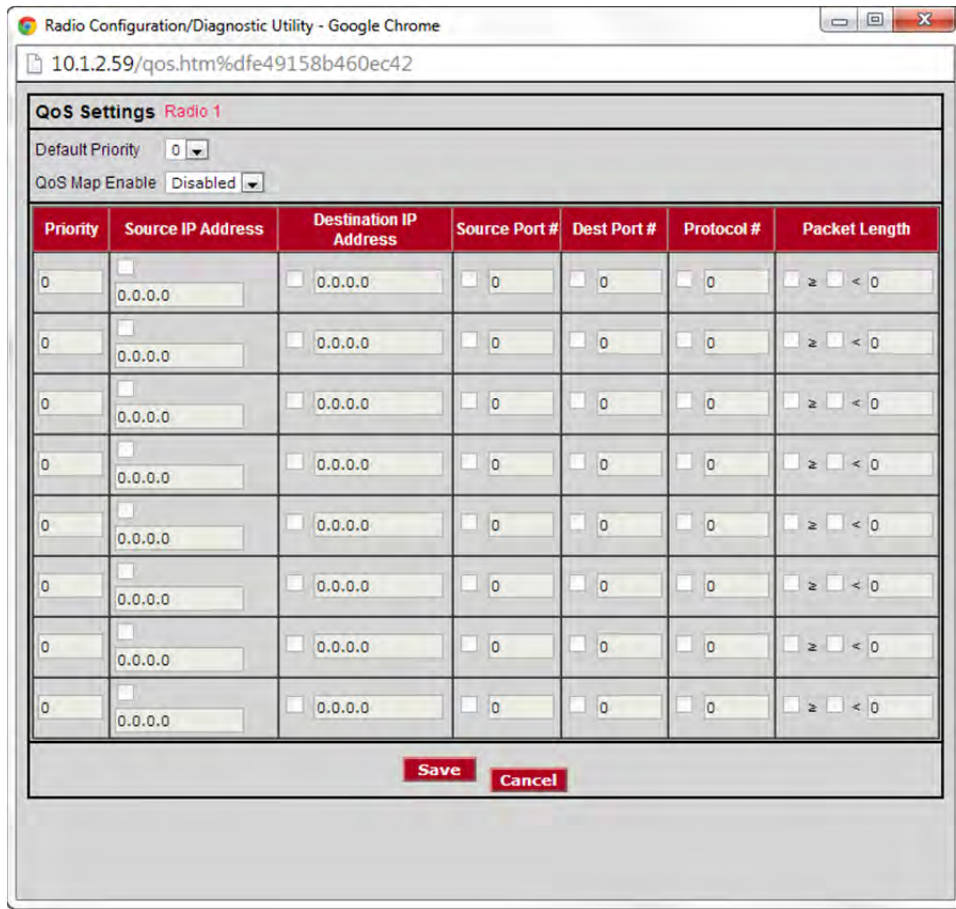 Radio Configuration/Diagnostic Utility - Google Chrome
10.1.2.59/qos.htm%dfe49158b460ec42
QoS Settings Radio 1
Default Priority 0
QoS Map Enable Disabled
Priority Source IP Address Destination IP Address Source Port # Dest Port # Protocol # Packet Length
0 0.0.0.0 0.0.0.0 0 0 0 ≥ < 0
0 0.0.0.0 0.0.0.0 0 0 0 ≥ < 0
0 0.0.0.0 0.0.0.0 0 0 0 ≥ < 0
0 0.0.0.0 0.0.0.0 0 0 0 ≥ < 0
0 0.0.0.0 0.0.0.0 0 0 0 ≥ < 0
0 0.0.0.0 0.0.0.0 0 0 0 ≥ < 0
0 0.0.0.0 0.0.0.0 0 0 0 ≥ < 0
0 0.0.0.0 0.0.0.0 0 0 0 ≥ < 0
Save Cancel